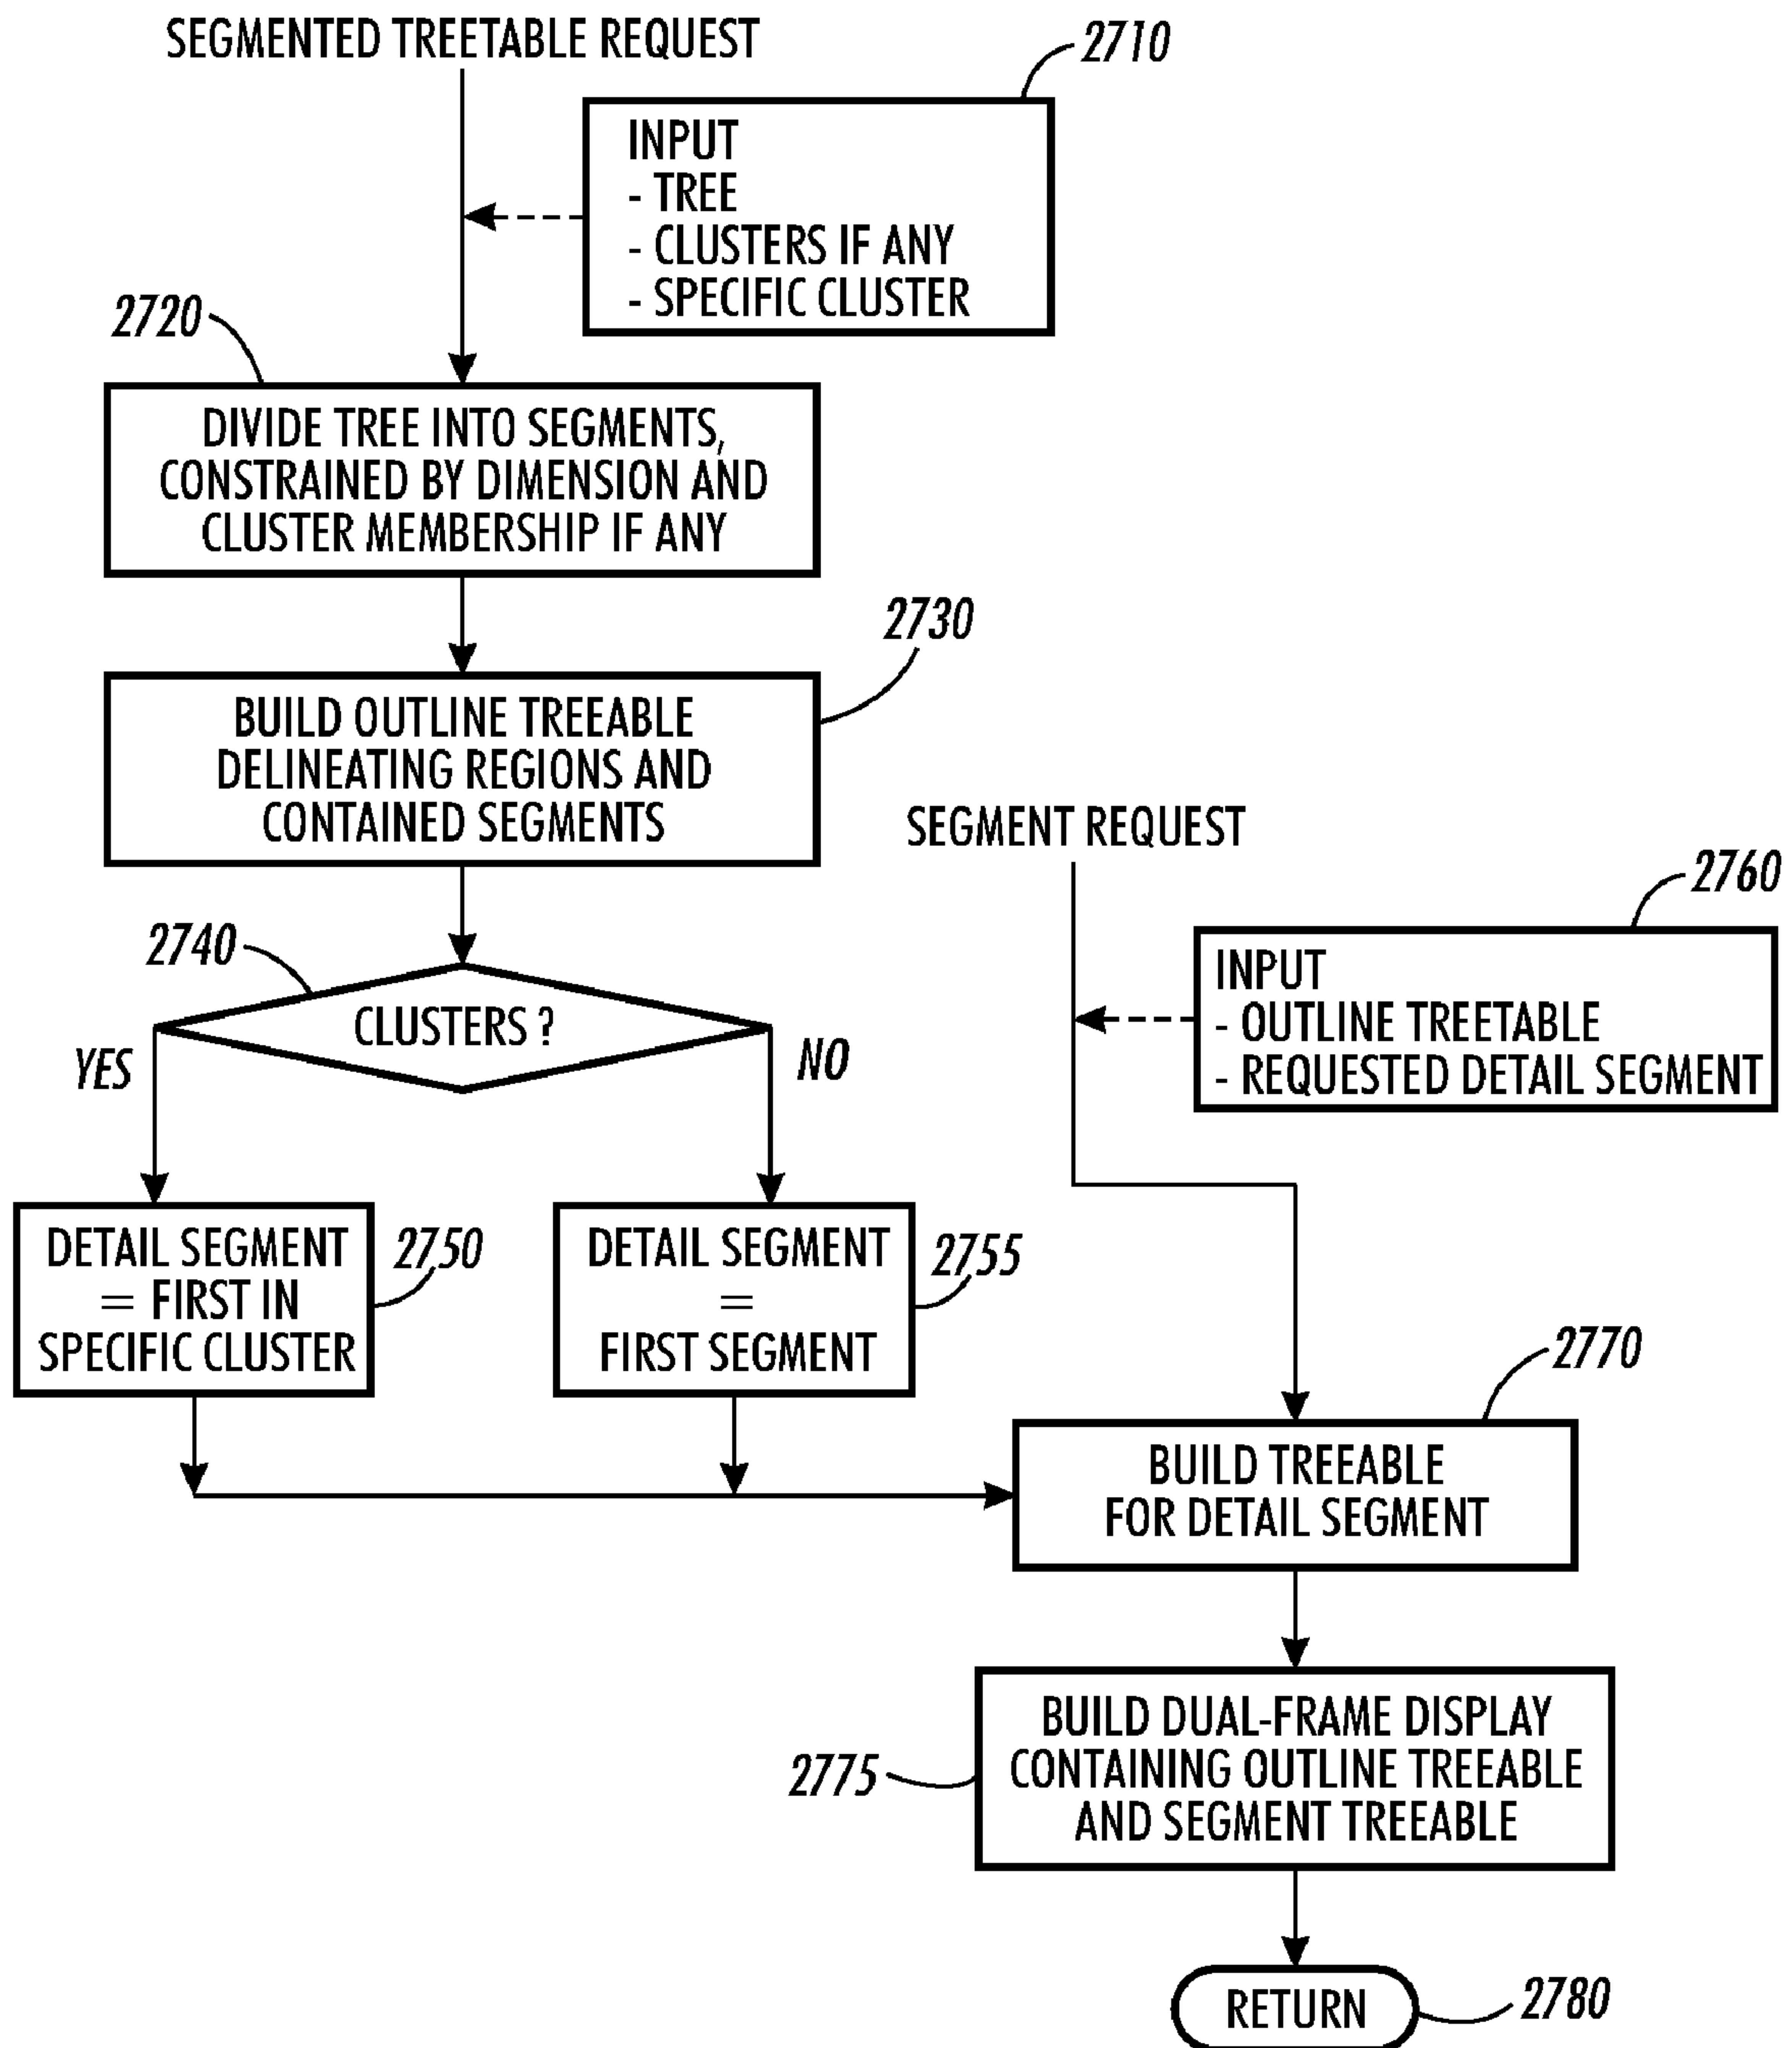 SEGMENTED TREETABLE REQUEST
2710
INPUT
- TREE
- CLUSTERS IF ANY
- SPECIFIC CLUSTER
2720
DIVIDE TREE INTO SEGMENTS,
CONSTRAINED BY DIMENSION AND
CLUSTER MEMBERSHIP IF ANY
2730
BUILD OUTLINE TREEABLE
DELINEATING REGIONS AND
CONTAINED SEGMENTS
SEGMENT REQUEST
2760
INPUT
- OUTLINE TREETABLE
- REQUESTED DETAIL SEGMENT
2740
CLUSTERS ?
YES
NO
DETAIL SEGMENT
= FIRST IN
SPECIFIC CLUSTER
2750
DETAIL SEGMENT
=
FIRST SEGMENT
2755
2770
BUILD TREEABLE
FOR DETAIL SEGMENT
2775
BUILD DUAL-FRAME DISPLAY
CONTAINING OUTLINE TREEABLE
AND SEGMENT TREEABLE
RETURN
2780